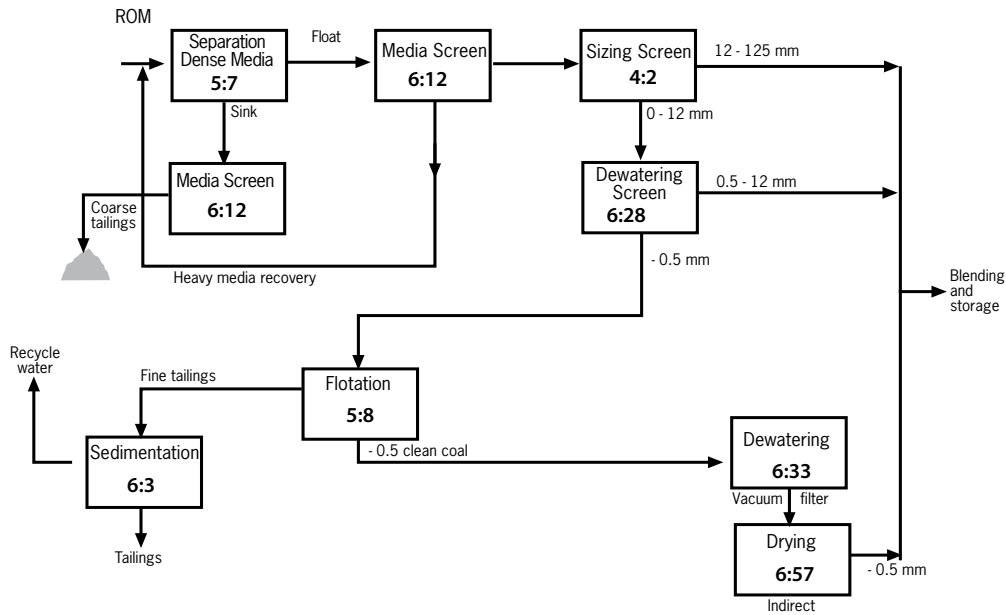 ROM
Separation
Dense Media
5:7
Float
Media Screen
6:12
Sizing Screen
4:2
12 - 125 mm
Sink
0 - 12 mm
Media Screen
6:12
Dewatering
Screen
6:28
0.5 - 12 mm
Coarse
tailings
Heavy media recovery
- 0.5 mm
Blending
and
storage
Recycle
water
Fine tailings
Flotation
5:8
- 0.5 clean coal
Sedimentation
6:3
Tailings
Dewatering
6:33
Vacuum filter
Drying
6:57
- 0.5 mm
Indirect